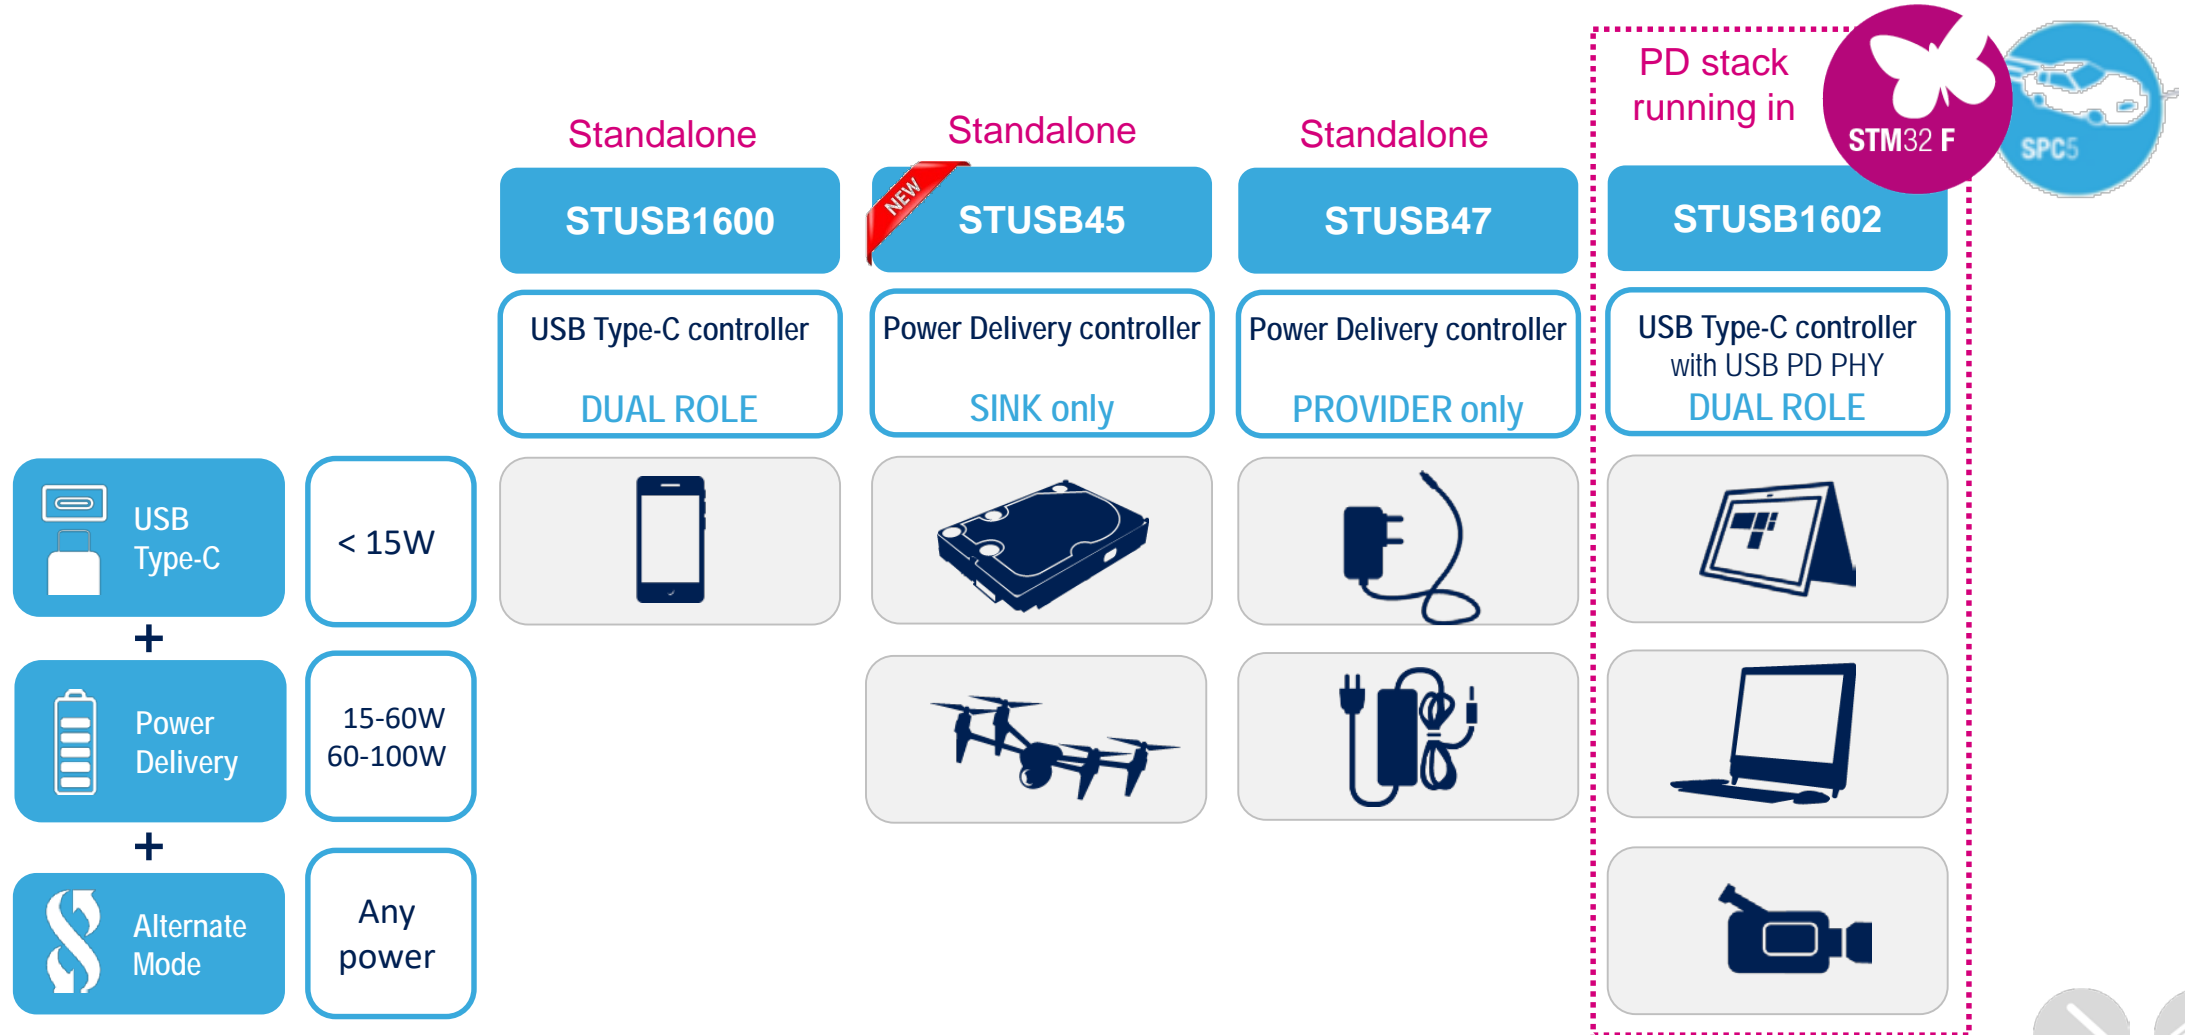 PD stack
running in
STM32 F
SPC5
Standalone
Standalone
Standalone
NEW
STUSB1600
STUSB45
STUSB47
STUSB1602
USB Type-C controller
DUAL ROLE
Power Delivery controller
SINK only
Power Delivery controller
PROVIDER only
USB Type-C controller
with USB PD PHY
DUAL ROLE
USB
Type-C
< 15W
+
Power
Delivery
15-60W
60-100W
+
Alternate
Mode
Any
power